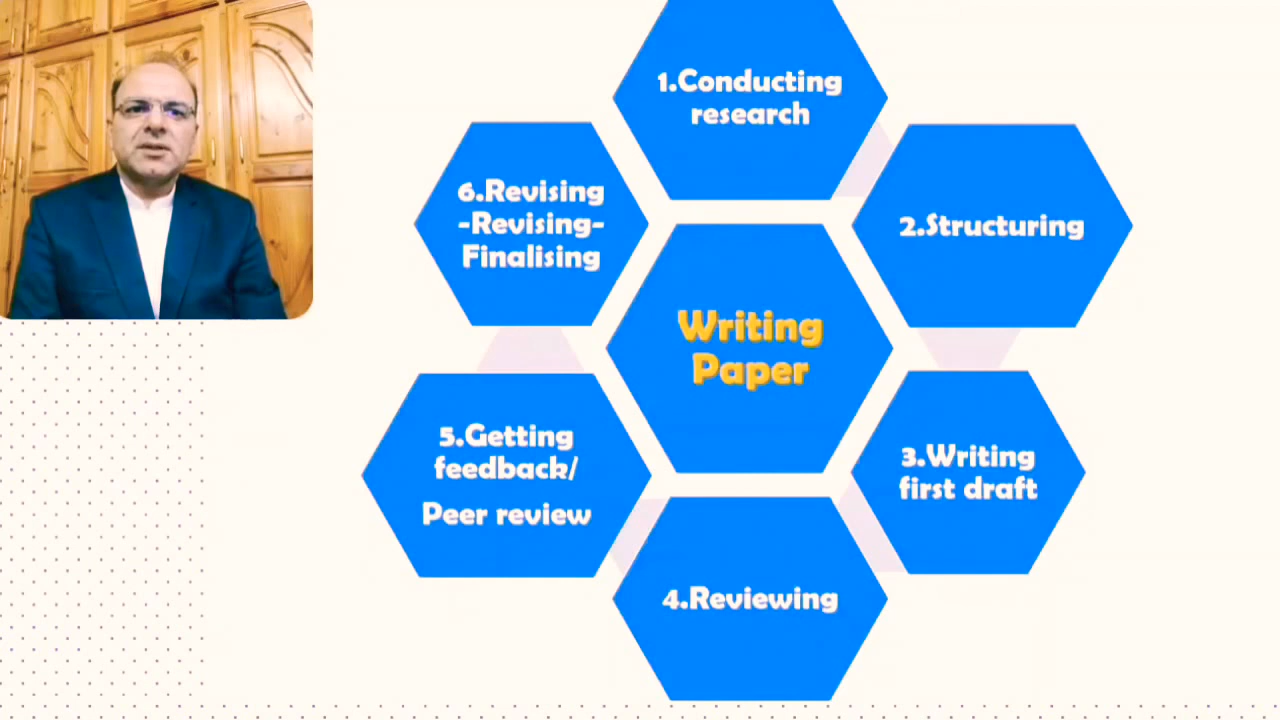 1.Conducting
research
2.Structuring
3.Writing
first draft
4.Reviewing
5.Getting
feedback/
Peer review
6.Revising
-Revising-
Finalising
Writing
Paper